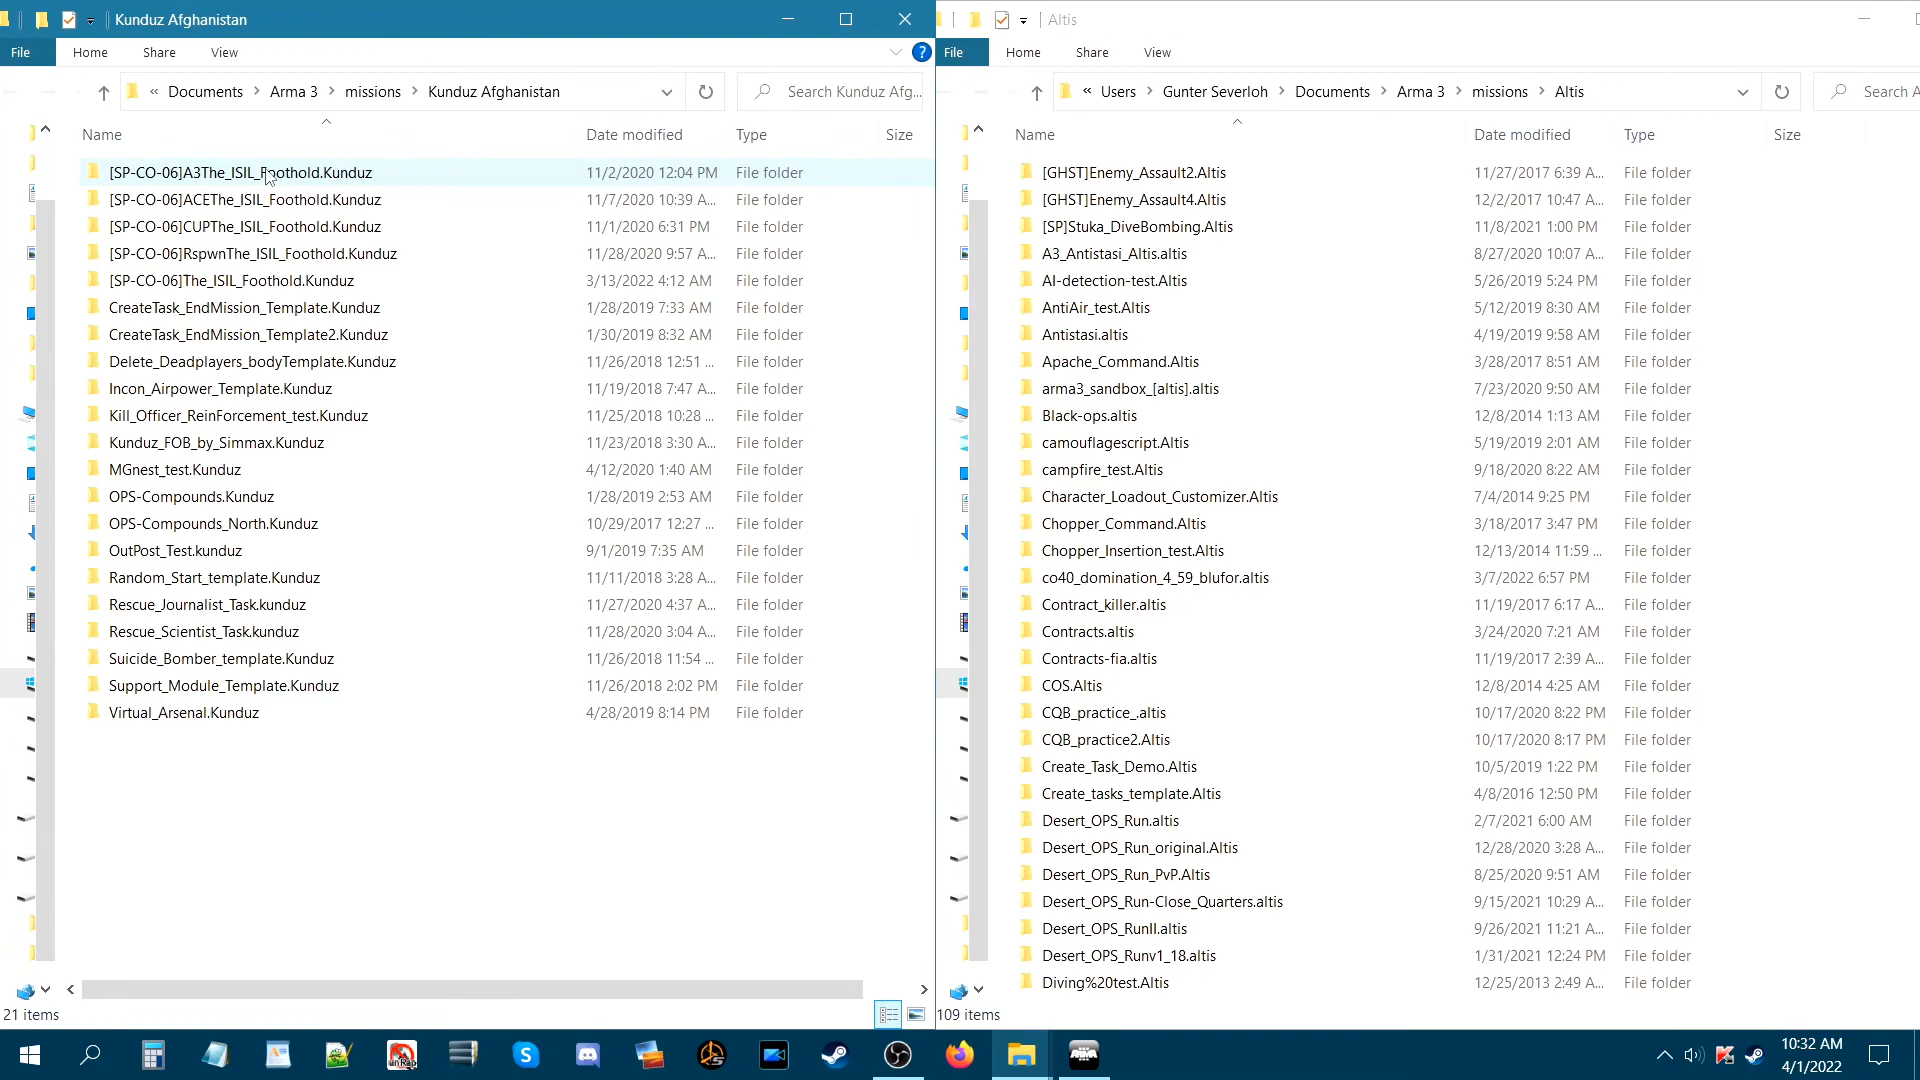 Kunduz Afghanistan
File Home Share View
« Documents > Arma 3 > missions > Kunduz Afghanistan
Search Kunduz Afg...
Name Date modified Type Size
[SP-CO-06]A3The_ISIL_Foothold.Kunduz 11/2/2020 12:04 PM File folder
[SP-CO-06]ACEThe_ISIL_Foothold.Kunduz 11/7/2020 10:39 A... File folder
[SP-CO-06]CUPThe_ISIL_Foothold.Kunduz 11/1/2020 6:31 PM File folder
[SP-CO-06]RspwnThe_ISIL_Foothold.Kunduz 11/28/2020 9:57 A... File folder
[SP-CO-06]The_ISIL_Foothold.Kunduz 3/13/2022 4:12 AM File folder
CreateTask_EndMission_Template.Kunduz 1/28/2019 7:33 AM File folder
CreateTask_EndMission_Template2.Kunduz 1/30/2019 8:32 AM File folder
Delete_Deadplayers_bodyTemplate.Kunduz 11/26/2018 12:51 ... File folder
Incon_Airpower_Template.Kunduz 11/19/2018 7:47 A... File folder
Kill_Officer_ReinForcement_test.Kunduz 11/25/2018 10:28 ... File folder
Kunduz_FOB_by_Simmax.Kunduz 11/23/2018 3:30 A... File folder
MGnest_test.Kunduz 4/12/2020 1:40 AM File folder
OPS-Compounds.Kunduz 1/28/2019 2:53 AM File folder
OPS-Compounds_North.Kunduz 10/29/2017 12:27 ... File folder
OutPost_Test.kunduz 9/1/2019 7:35 AM File folder
Random_Start_template.Kunduz 11/11/2018 3:28 A... File folder
Rescue_Journalist_Task.kunduz 11/27/2020 4:37 A... File folder
Rescue_Scientist_Task.kunduz 11/28/2020 3:04 A... File folder
Suicide_Bomber_template.Kunduz 11/26/2018 11:54 ... File folder
Support_Module_Template.Kunduz 11/26/2018 2:02 PM File folder
Virtual_Arsenal.Kunduz 4/28/2019 8:14 PM File folder
21 items
Altis
File Home Share View
« Users > Gunter Severloh > Documents > Arma 3 > missions > Altis
Search A
Name Date modified Type Size
[GHST]Enemy_Assault2.Altis 11/27/2017 6:39 A... File folder
[GHST]Enemy_Assault4.Altis 12/2/2017 10:47 A... File folder
[SP]Stuka_DiveBombing.Altis 11/8/2021 1:00 PM File folder
A3_Antistasi_Altis.altis 8/27/2020 10:07 A... File folder
AI-detection-test.Altis 5/26/2019 5:24 PM File folder
AntiAir_test.Altis 5/12/2019 8:30 AM File folder
Antistasi.altis 4/19/2019 9:58 AM File folder
Apache_Command.Altis 3/28/2017 8:51 AM File folder
arma3_sandbox_[altis].altis 7/23/2020 9:50 AM File folder
Black-ops.altis 12/8/2014 1:13 AM File folder
camouflagescript.Altis 5/19/2019 2:01 AM File folder
campfire_test.Altis 9/18/2020 8:22 AM File folder
Character_Loadout_Customizer.Altis 7/4/2014 9:25 PM File folder
Chopper_Command.Altis 3/18/2017 3:47 PM File folder
Chopper_Insertion_test.Altis 12/13/2014 11:59 ... File folder
co40_domination_4_59_blufor.altis 3/7/2022 6:57 PM File folder
Contract_killer.altis 11/19/2017 6:17 A... File folder
Contracts.altis 3/24/2020 7:21 AM File folder
Contracts-fia.altis 11/19/2017 2:39 A... File folder
COS.Altis 12/8/2014 4:25 AM File folder
CQB_practice_.altis 10/17/2020 8:22 PM File folder
CQB_practice2.Altis 10/17/2020 8:17 PM File folder
Create_Task_Demo.Altis 10/5/2019 1:22 PM File folder
Create_tasks_template.Altis 4/8/2016 12:50 PM File folder
Desert_OPS_Run.altis 2/7/2021 6:00 AM File folder
Desert_OPS_Run_original.Altis 12/28/2020 3:28 A... File folder
Desert_OPS_Run_PvP.Altis 8/25/2020 9:51 AM File folder
Desert_OPS_Run-Close_Quarters.altis 9/15/2021 10:29 A... File folder
Desert_OPS_RunII.altis 9/26/2021 11:21 A... File folder
Desert_OPS_Runv1_18.altis 1/31/2021 12:24 PM File folder
Diving%20test.Altis 12/25/2013 2:49 A... File folder
109 items
10:32 AM
4/1/2022